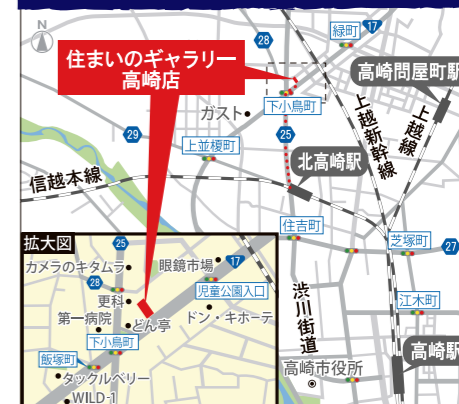 N
28
緑町
17
住まいのギャラリー
高崎店
高崎問屋町駅
下小鳥町
ガスト
上越新幹線
上越線
29
25
上並榎町
北高崎駅
信越本線
住吉町
芝塚町
27
拡大図
25
カメラのキタムラ
眼鏡市場
17
28
児童公園入口
更科
渋川街道
江木町
第一病院
どん亭
ドン・キホーテ
下小鳥町
飯塚町
高崎駅
タックルベリー
高崎市役所
WILD-1